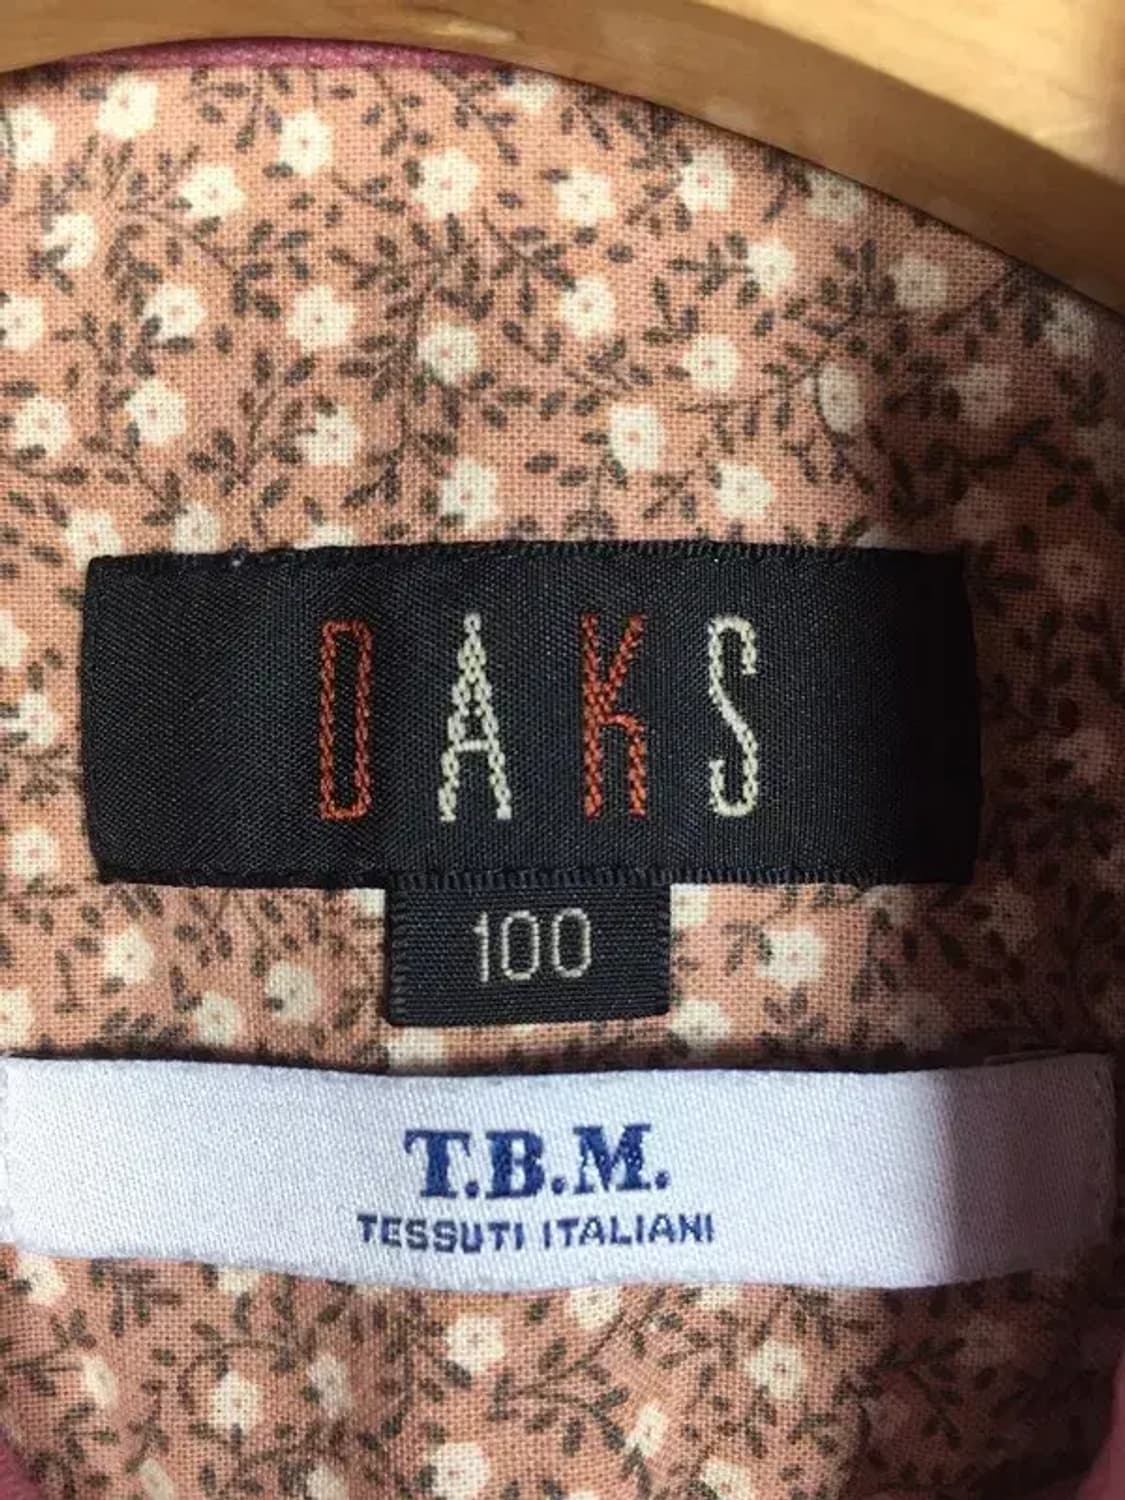 DAKS
100
T.B.M.
TESSUTI ITALIANI